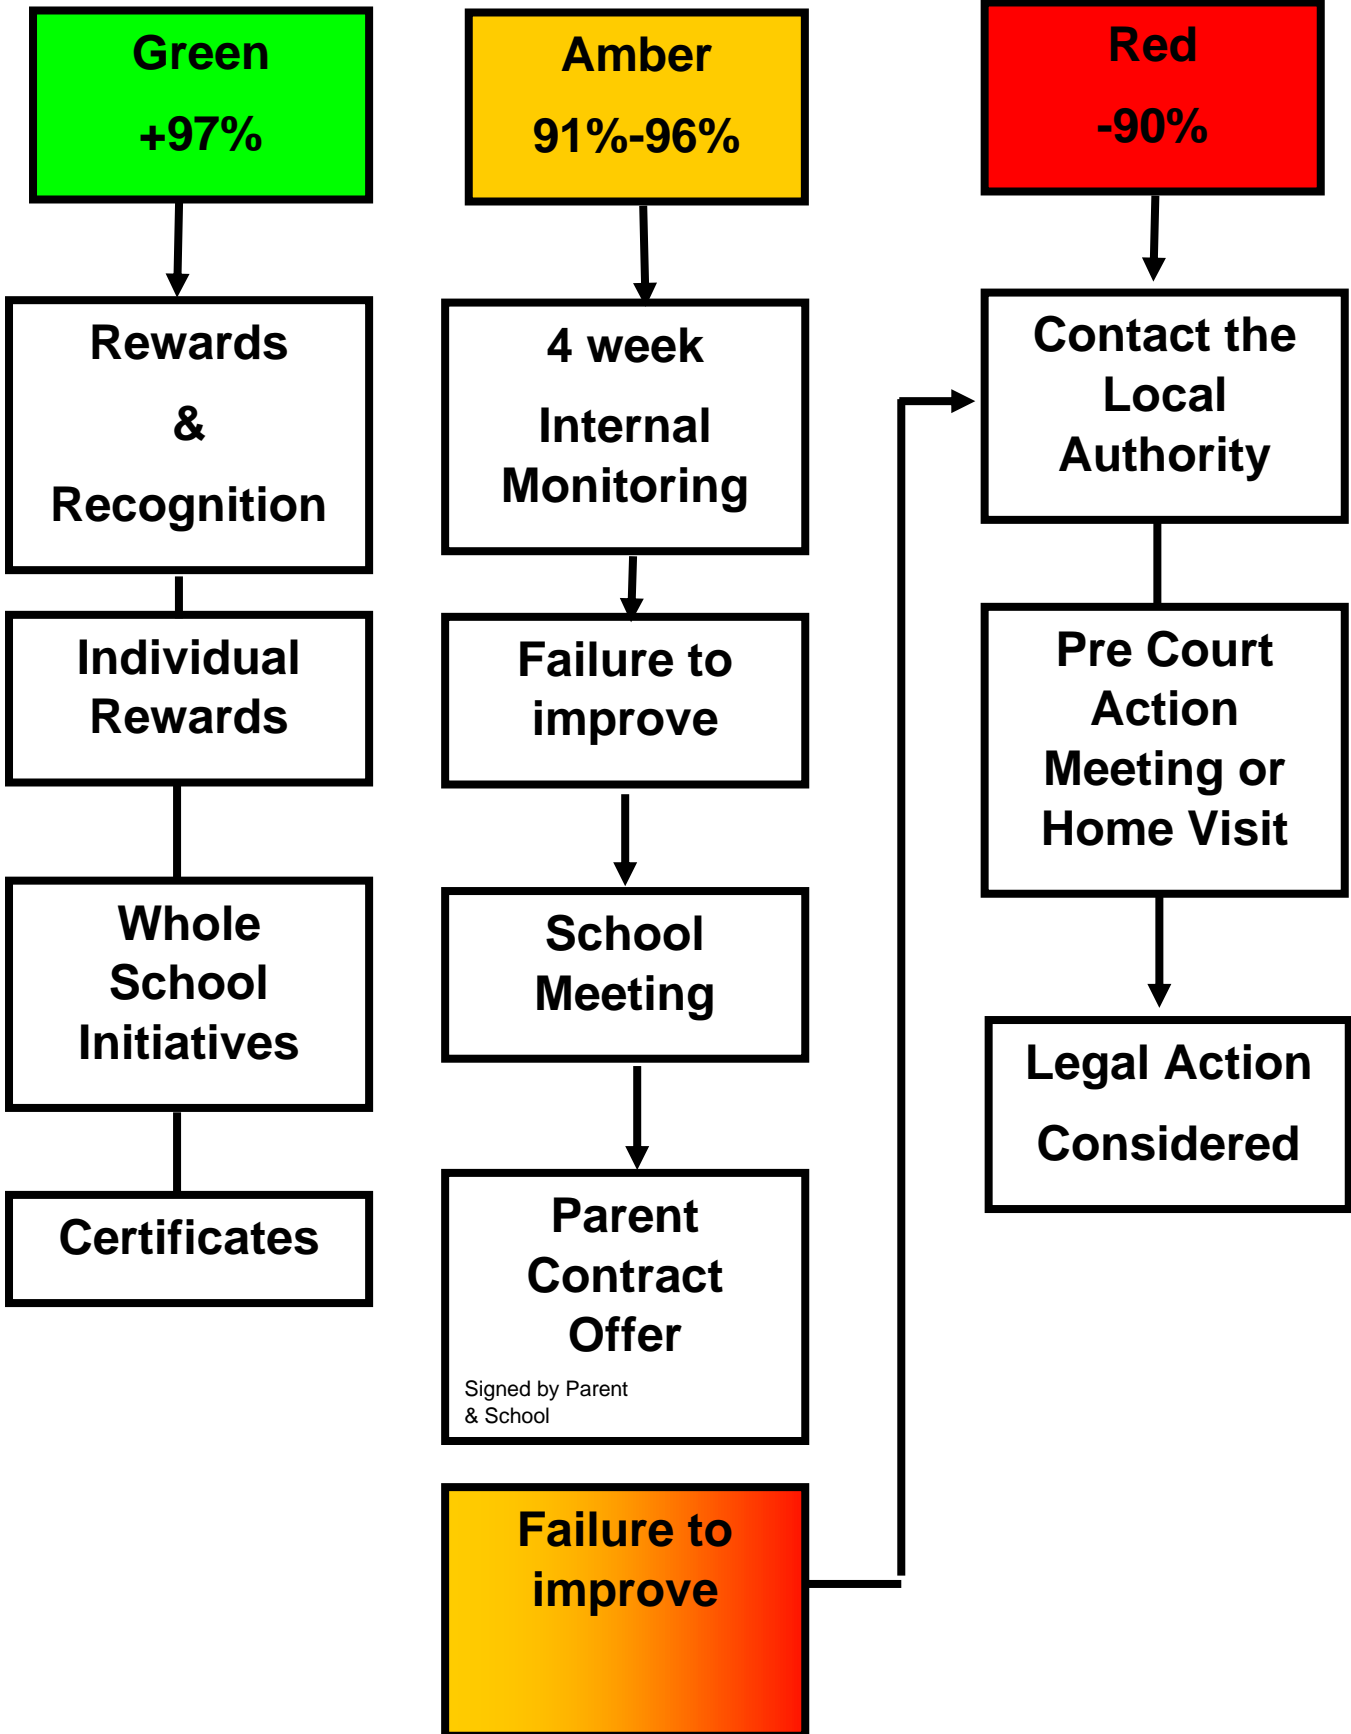 Green
+97%
Rewards
&
Recognition
Individual
Rewards
Whole
School
Initiatives
Certificates
Amber
91%-96%
4 week
Internal
Monitoring
Failure to
improve
School
Meeting
Parent
Contract
Offer
Signed by Parent
& School
Failure to
improve
Red
-90%
Contact the
Local
Authority
Pre Court
Action
Meeting or
Home Visit
Legal Action
Considered